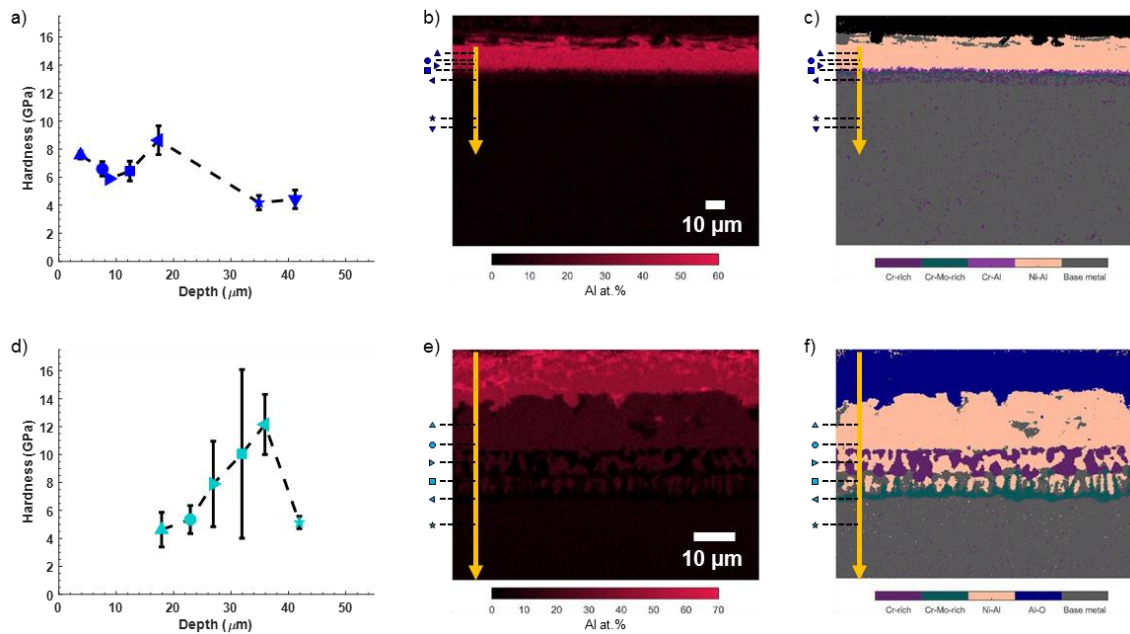 a)
16
14
12
10
8
6
4
2
0
Hardness (GPa)
0 10 20 30 40 50
Depth (μm)
b)
10 μm
0 10 20 30 40 50 60
Al at.%
c)
Cr-rich Cr-Mo-rich Cr-Al Ni-Al Base metal
d)
16
14
12
10
8
6
4
2
0
Hardness (GPa)
0 10 20 30 40 50
Depth (μm)
e)
10 μm
0 10 20 30 40 50 60 70
Al at.%
f)
Cr-rich Cr-Mo-rich Ni-Al Al-O Base metal